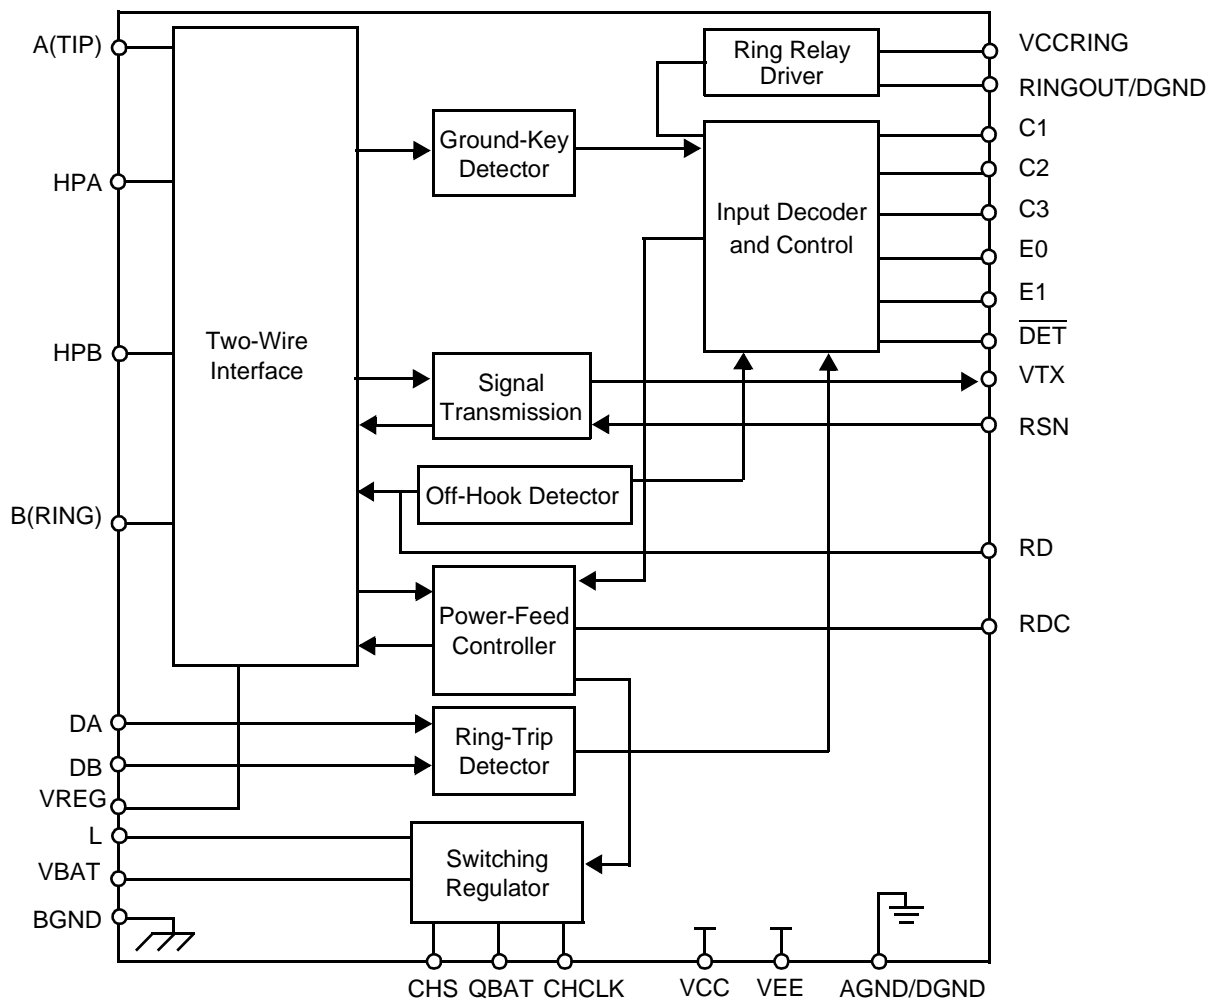 A(TIP)
HPA
HPB
B(RING)
DA
DB
VREG
L
VBAT
BGND
Two-Wire
Interface
Ground-Key
Detector
Signal
Transmission
Off-Hook Detector
Power-Feed
Controller
Ring-Trip
Detector
Switching
Regulator
Ring Relay
Driver
Input Decoder
and Control
VCCRING
RINGOUT/DGND
C1
C2
C3
E0
E1
DET
VTX
RSN
RD
RDC
CHS QBAT CHCLK VCC VEE AGND/DGND